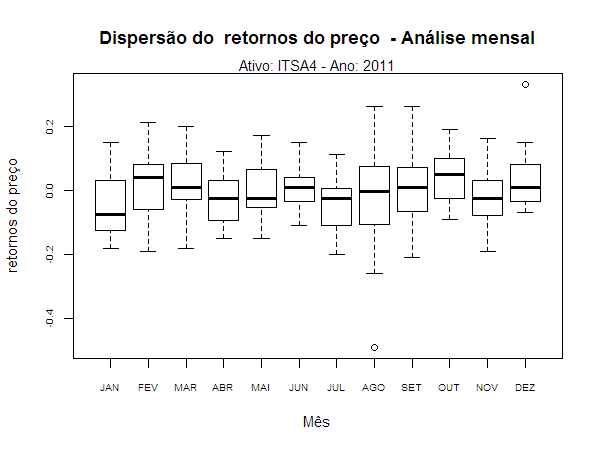 Dispersão do  retornos do preço  - Análise mensal
Ativo: ITSA4 - Ano: 2011
retornos do preço
0.2
0.0
-0.2
-0.4
JAN FEV MAR ABR MAI JUN JUL AGO SET OUT NOV DEZ
Mês